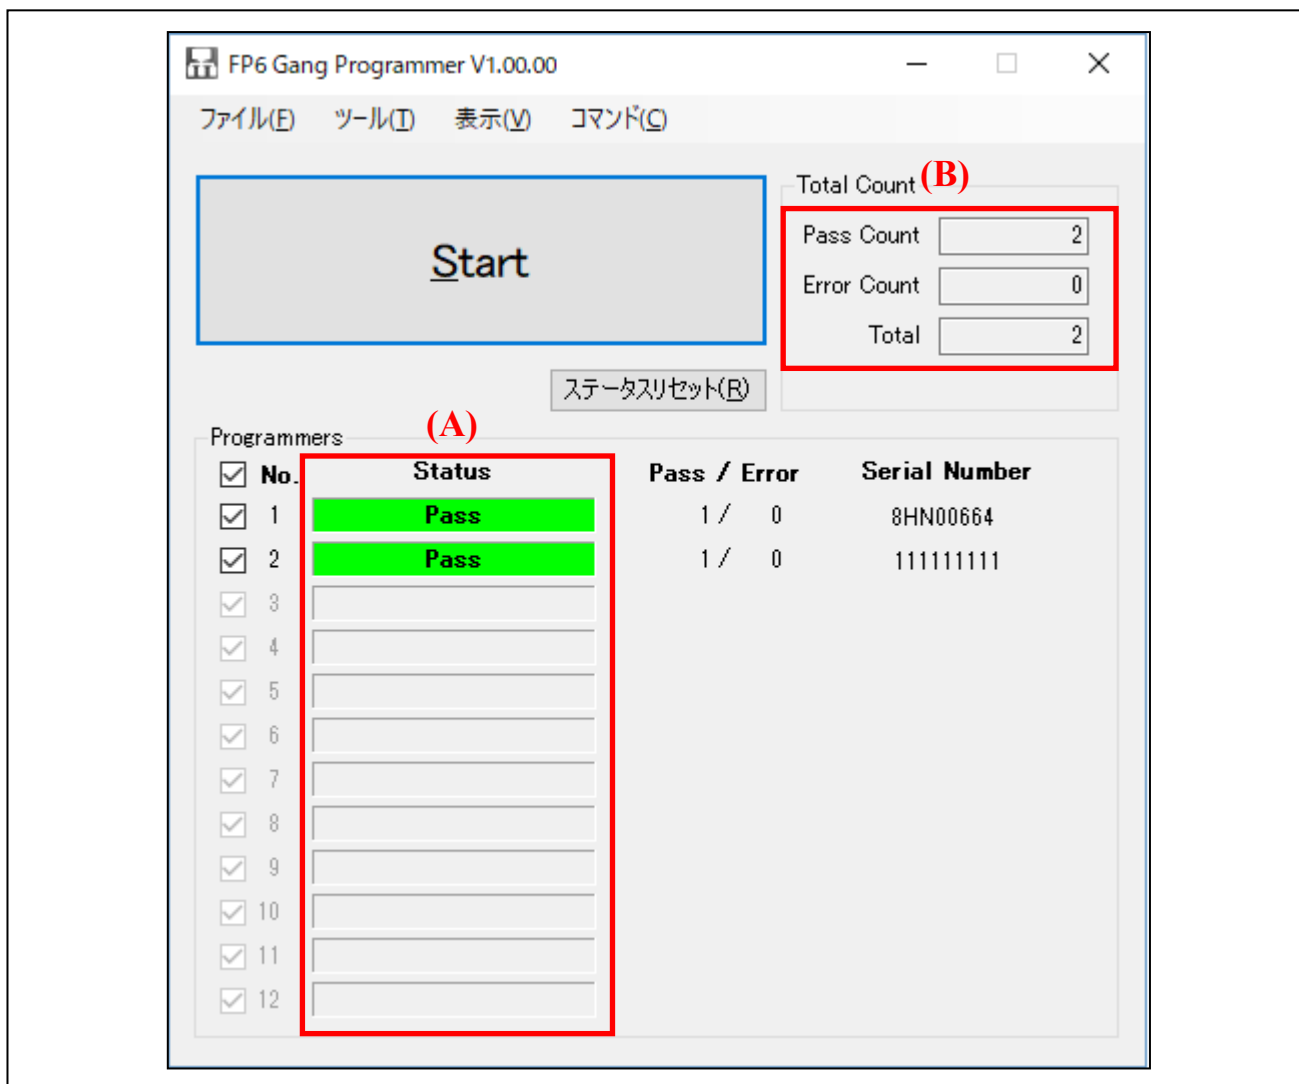 FP6 Gang Programmer V1.00.00
ファイル(F) ツール(T) 表示(V) コマンド(C)
Start
Total Count (B)
Pass Count 2
Error Count 0
Total 2
ステータスリセット(R)
Programmers (A)
No. Status Pass / Error Serial Number
1 Pass 1 / 0 8HN00664
2 Pass 1 / 0 111111111
3
4
5
6
7
8
9
10
11
12